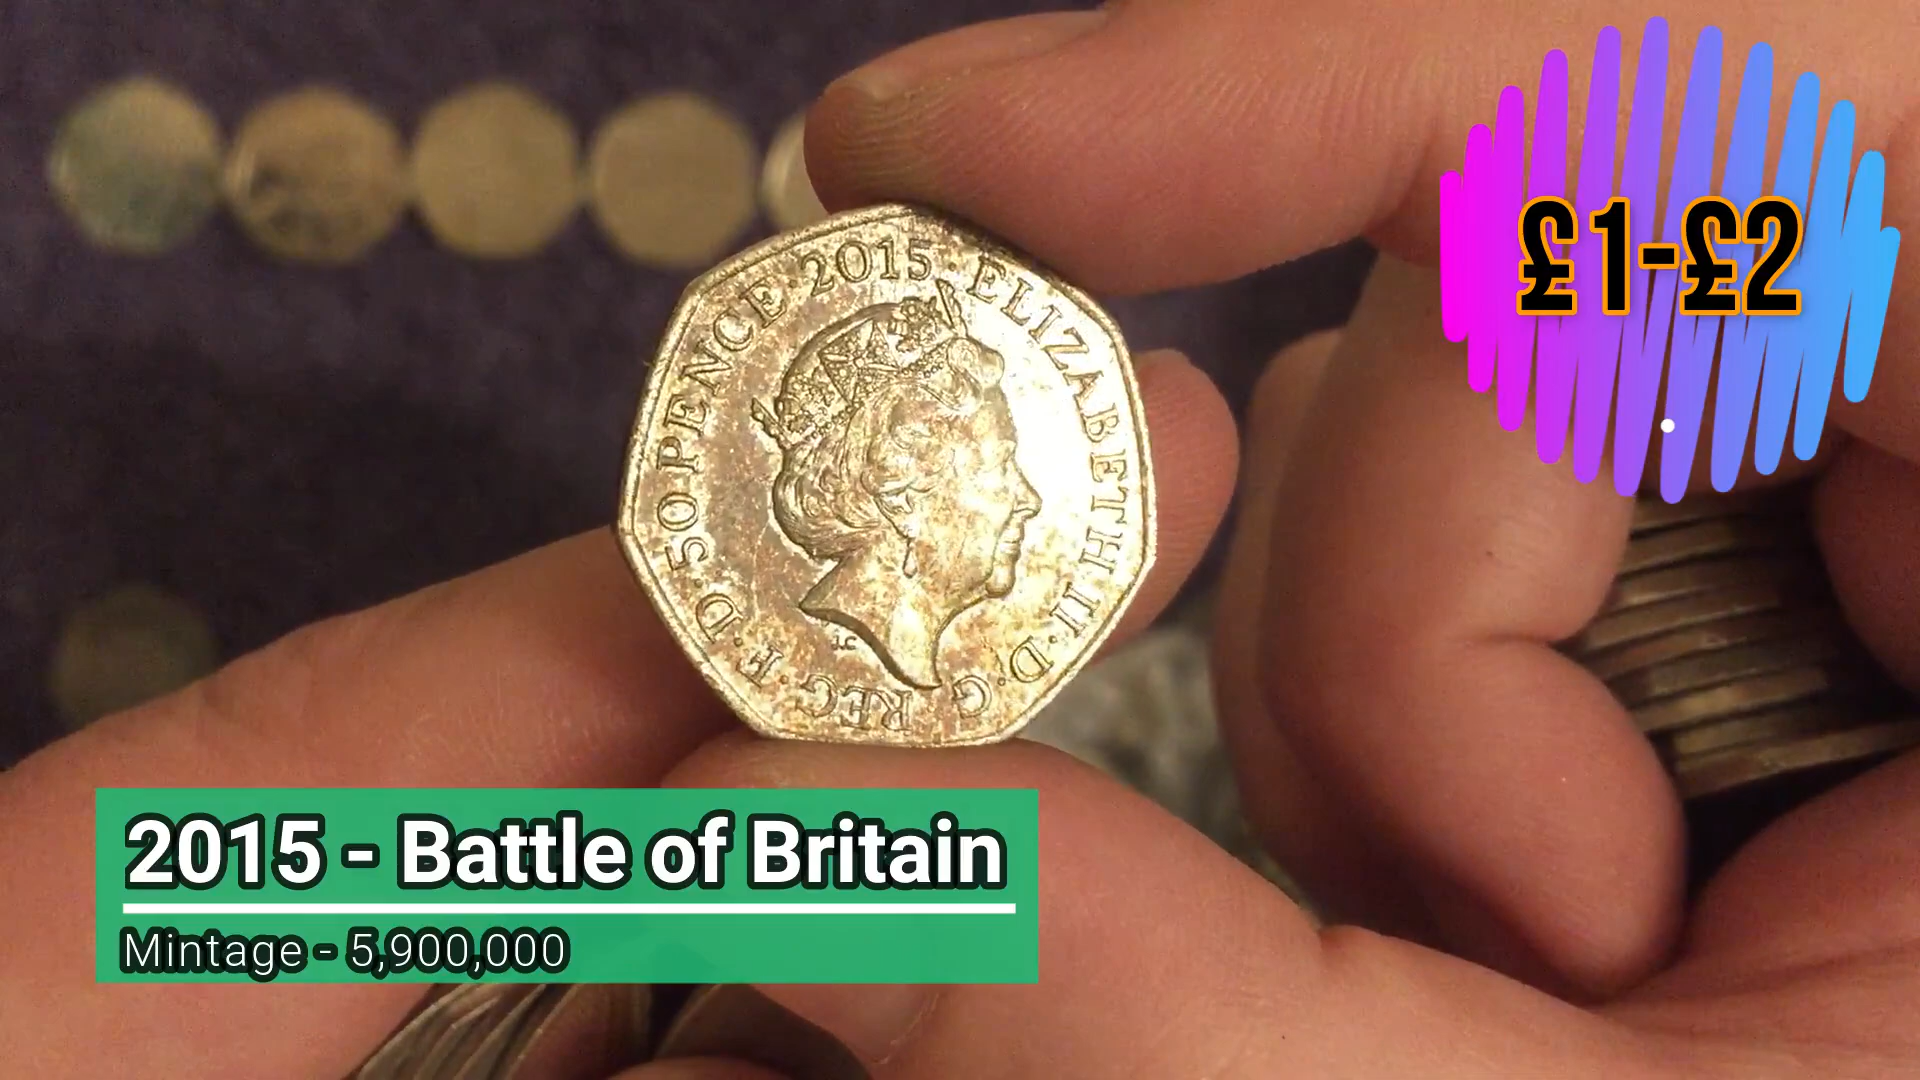 £1-£2
50 PENCE · 2015 · ELIZABETH II · D · G · REG · F · D ·
2015 - Battle of Britain
Mintage - 5,900,000